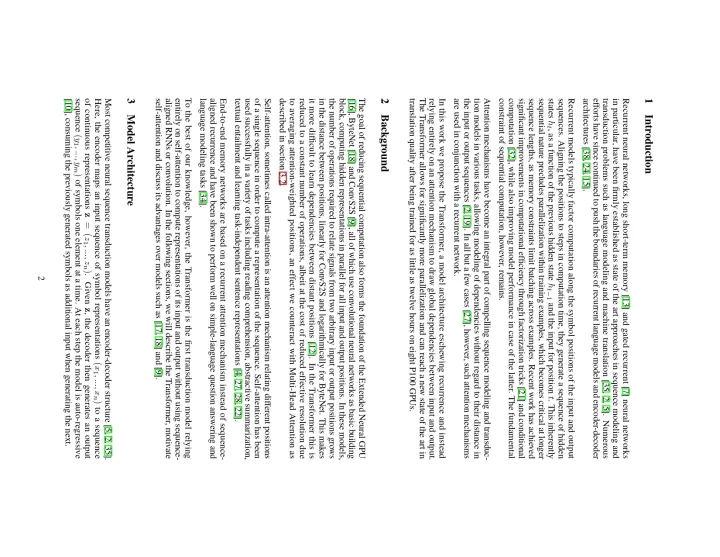 1 Introduction
Recurrent neural networks, long short-term memory [13] and gated recurrent [7] neural networks
in particular, have been firmly established as state of the art approaches in sequence modeling and
transduction problems such as language modeling and machine translation [35, 2, 5]. Numerous
efforts have since continued to push the boundaries of recurrent language models and encoder-decoder
architectures [38, 24, 15].
Recurrent models typically factor computation along the symbol positions of the input and output
sequences. Aligning the positions to steps in computation time, they generate a sequence of hidden
states hₜ, as a function of the previous hidden state hₜ₋₁ and the input for position t. This inherently
sequential nature precludes parallelization within training examples, which becomes critical at longer
sequence lengths, as memory constraints limit batching across examples. Recent work has achieved
significant improvements in computational efficiency through factorization tricks [21] and conditional
computation [32], while also improving model performance in case of the latter. The fundamental
constraint of sequential computation, however, remains.
Attention mechanisms have become an integral part of compelling sequence modeling and transduc-
tion models in various tasks, allowing modeling of dependencies without regard to their distance in
the input or output sequences [2, 19]. In all but a few cases [27], however, such attention mechanisms
are used in conjunction with a recurrent network.
In this work we propose the Transformer, a model architecture eschewing recurrence and instead
relying entirely on an attention mechanism to draw global dependencies between input and output.
The Transformer allows for significantly more parallelization and can reach a new state of the art in
translation quality after being trained for as little as twelve hours on eight P100 GPUs.
2 Background
The goal of reducing sequential computation also forms the foundation of the Extended Neural GPU
[16], ByteNet [18] and ConvS2S [9], all of which use convolutional neural networks as basic building
block, computing hidden representations in parallel for all input and output positions. In these models,
the number of operations required to relate signals from two arbitrary input or output positions grows
in the distance between positions, linearly for ConvS2S and logarithmically for ByteNet. This makes
it more difficult to learn dependencies between distant positions [12]. In the Transformer this is
reduced to a constant number of operations, albeit at the cost of reduced effective resolution due
to averaging attention-weighted positions, an effect we counteract with Multi-Head Attention as
described in section 3.2.
Self-attention, sometimes called intra-attention is an attention mechanism relating different positions
of a single sequence in order to compute a representation of the sequence. Self-attention has been
used successfully in a variety of tasks including reading comprehension, abstractive summarization,
textual entailment and learning task-independent sentence representations [4, 27, 28, 22].
End-to-end memory networks are based on a recurrent attention mechanism instead of sequence-
aligned recurrence and have been shown to perform well on simple-language question answering and
language modeling tasks [34].
To the best of our knowledge, however, the Transformer is the first transduction model relying
entirely on self-attention to compute representations of its input and output without using sequence-
aligned RNNs or convolution. In the following sections, we will describe the Transformer, motivate
self-attention and discuss its advantages over models such as [17, 18] and [9].
3 Model Architecture
Most competitive neural sequence transduction models have an encoder-decoder structure [5, 2, 35].
Here, the encoder maps an input sequence of symbol representations (x₁, ..., xₙ) to a sequence
of continuous representations z = (z₁, ..., zₙ). Given z, the decoder then generates an output
sequence (y₁, ..., yₘ) of symbols one element at a time. At each step the model is auto-regressive
[10], consuming the previously generated symbols as additional input when generating the next.
2